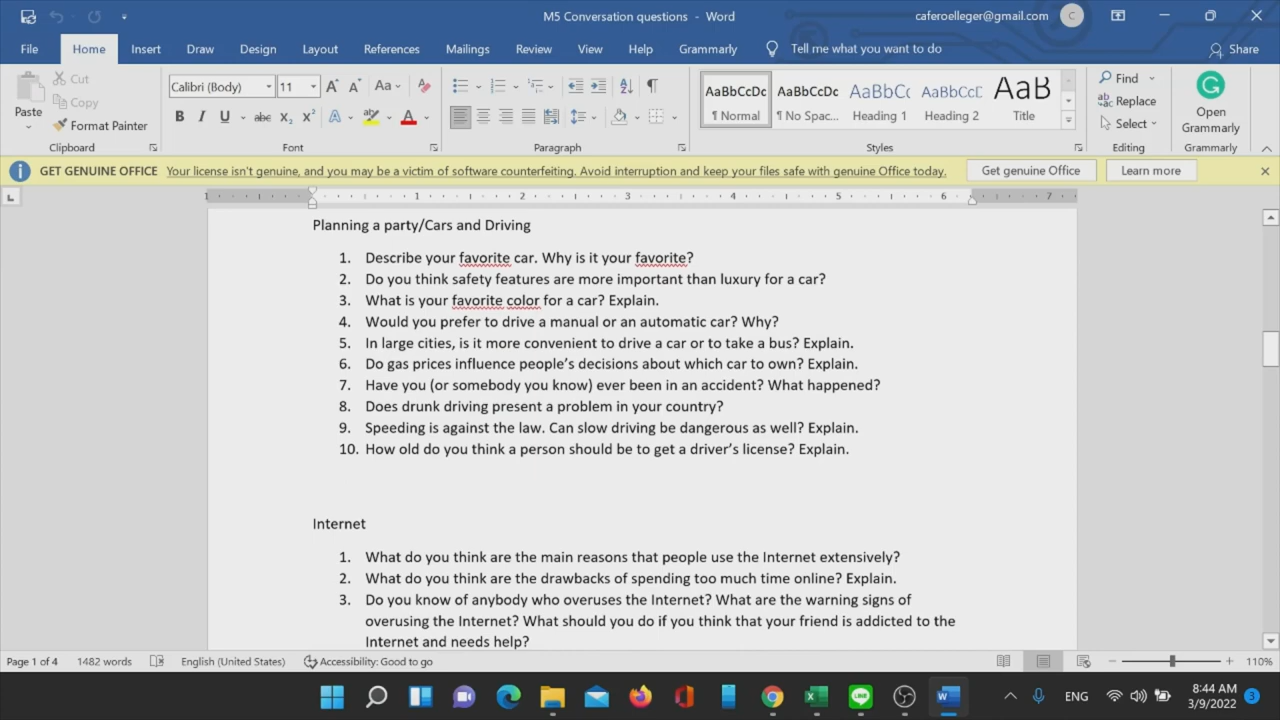 M5 Conversation questions - Word
caferoelleger@gmail.com
C
File Home Insert Draw Design Layout References Mailings Review View Help Grammarly Tell me what you want to do Share
Paste
Cut
Copy
Format Painter
Clipboard
Calibri (Body) 11
Font
Paragraph
AaBbCcDc AaBbCcDc AaBbCc AaBbCcC AaB
¶ Normal ¶ No Spac... Heading 1 Heading 2 Title
Styles
Find
Replace
Select
Editing
Open
Grammarly
Grammarly
GET GENUINE OFFICE Your license isn't genuine, and you may be a victim of software counterfeiting. Avoid interruption and keep your files safe with genuine Office today. Get genuine Office Learn more
1 1 2 3 4 5 6 7
Planning a party/Cars and Driving
1. Describe your favorite car. Why is it your favorite?
2. Do you think safety features are more important than luxury for a car?
3. What is your favorite color for a car? Explain.
4. Would you prefer to drive a manual or an automatic car? Why?
5. In large cities, is it more convenient to drive a car or to take a bus? Explain.
6. Do gas prices influence people's decisions about which car to own? Explain.
7. Have you (or somebody you know) ever been in an accident? What happened?
8. Does drunk driving present a problem in your country?
9. Speeding is against the law. Can slow driving be dangerous as well? Explain.
10. How old do you think a person should be to get a driver's license? Explain.
Internet
1. What do you think are the main reasons that people use the Internet extensively?
2. What do you think are the drawbacks of spending too much time online? Explain.
3. Do you know of anybody who overuses the Internet? What are the warning signs of
overusing the Internet? What should you do if you think that your friend is addicted to the
Internet and needs help?
Page 1 of 4 1482 words English (United States) Accessibility: Good to go 110%
ENG
8:44 AM
3/9/2022
3